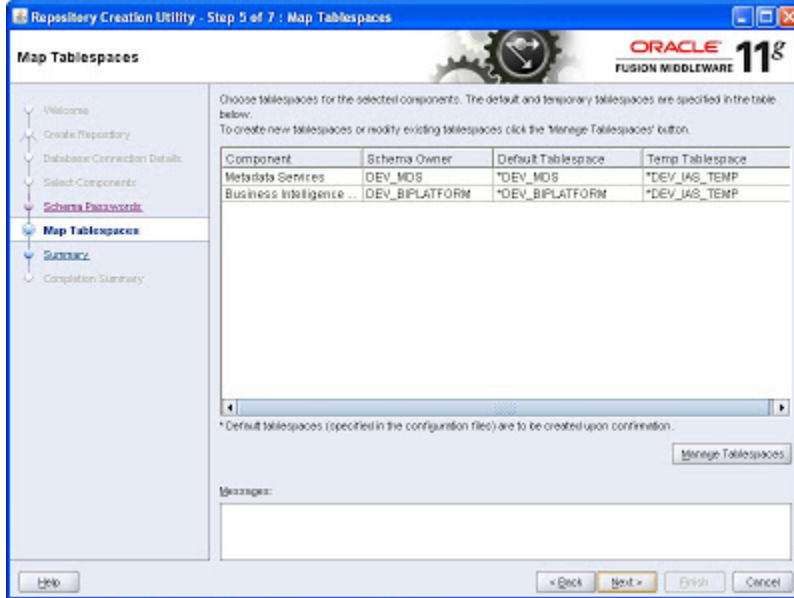 Repository Creation Utility - Step 5 of 7 : Map Tablespaces
Map Tablespaces
ORACLE
FUSION MIDDLEWARE
11g
Welcome
Create Repository
Database Connection Details
Select Components
Schema Passwords
Map Tablespaces
Summary
Completion Summary
Choose tablespaces for the selected components. The default and temporary tablespaces are specified in the table
below.
To create new tablespaces or modify existing tablespaces click the 'Manage Tablespaces' button.
Component Schema Owner Default Tablespace Temp Tablespace
Metadata Services DEV_MDS *DEV_MDS *DEV_IAS_TEMP
Business Intelligence ... DEV_BIPLATFORM *DEV_BIPLATFORM *DEV_IAS_TEMP
* Default tablespaces (specified in the configuration files) are to be created upon confirmation.
Manage Tablespaces
Messages:
Help
< Back
Next >
Finish
Cancel